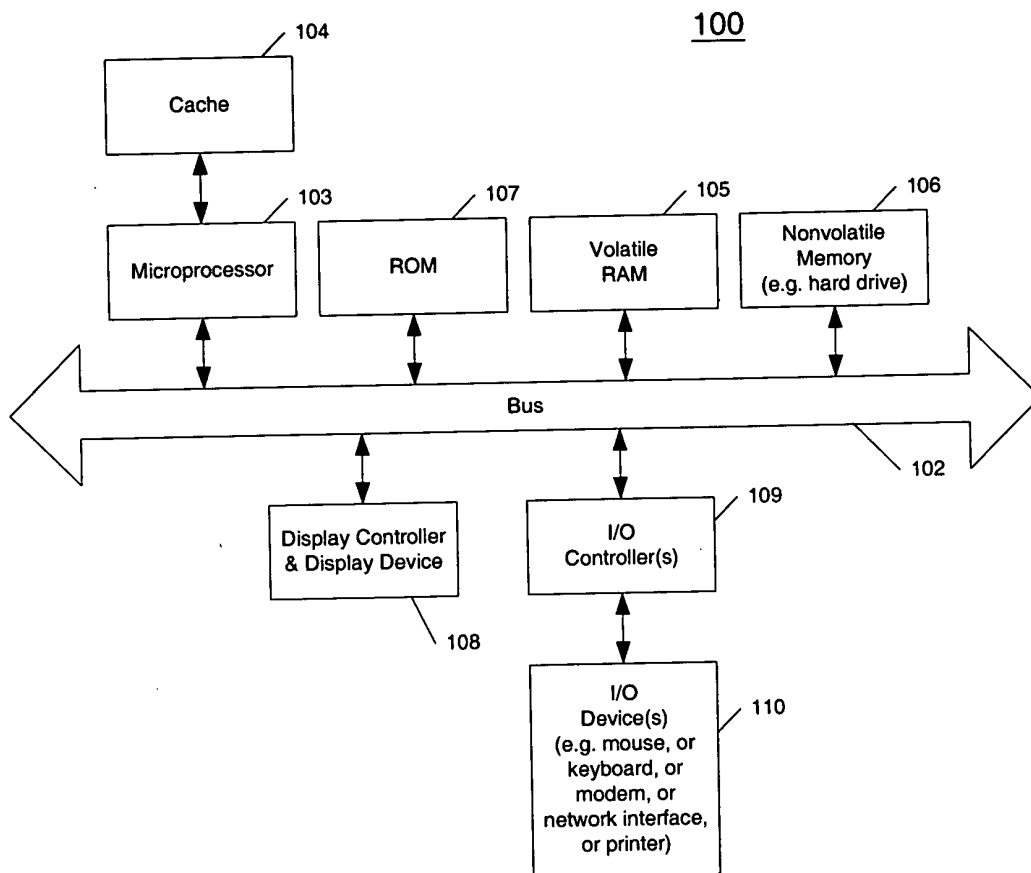 100
104
Cache
103
Microprocessor
107
ROM
105
Volatile
RAM
106
Nonvolatile
Memory
(e.g. hard drive)
Bus
102
Display Controller
& Display Device
108
109
I/O
Controller(s)
I/O
Device(s)
(e.g. mouse, or
keyboard, or
modem, or
network interface,
or printer)
110